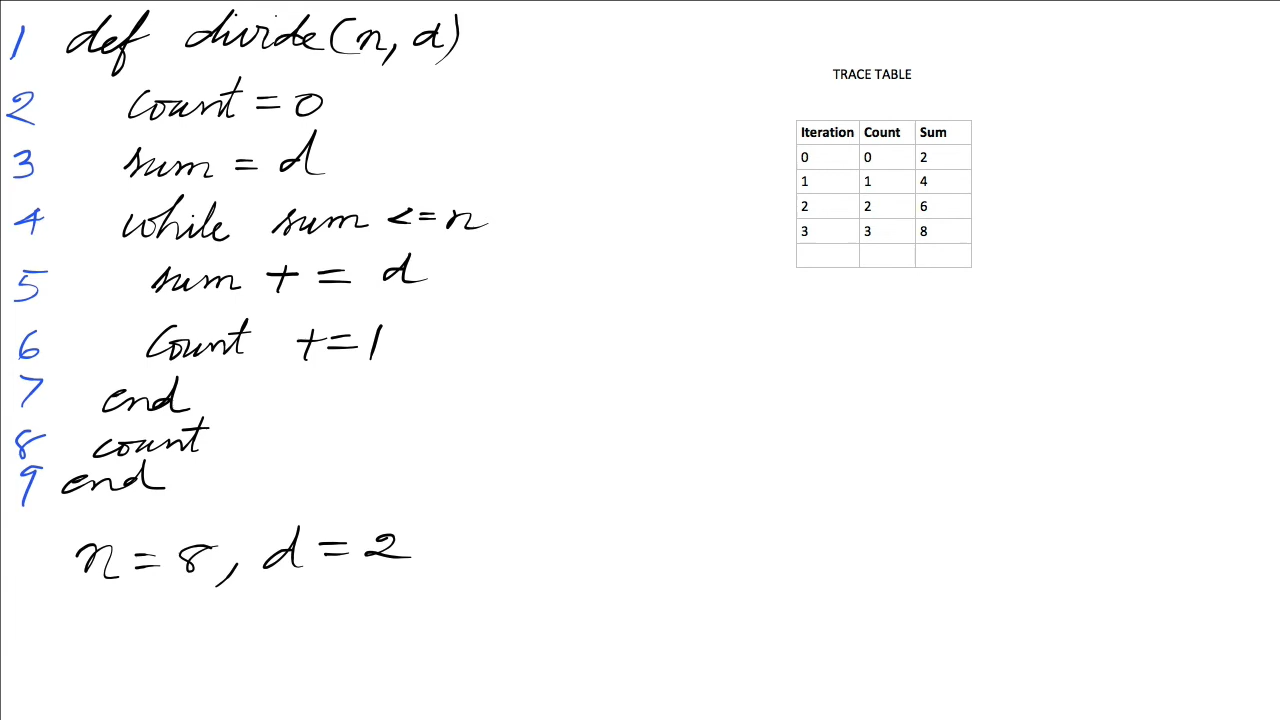 1 def divide(n, d)
2 count = 0
3 sum = d
4 while sum <= n
5 sum += d
6 count += 1
7 end
8 count
9 end
n = 8, d = 2
TRACE TABLE
Iteration Count Sum
0 0 2
1 1 4
2 2 6
3 3 8